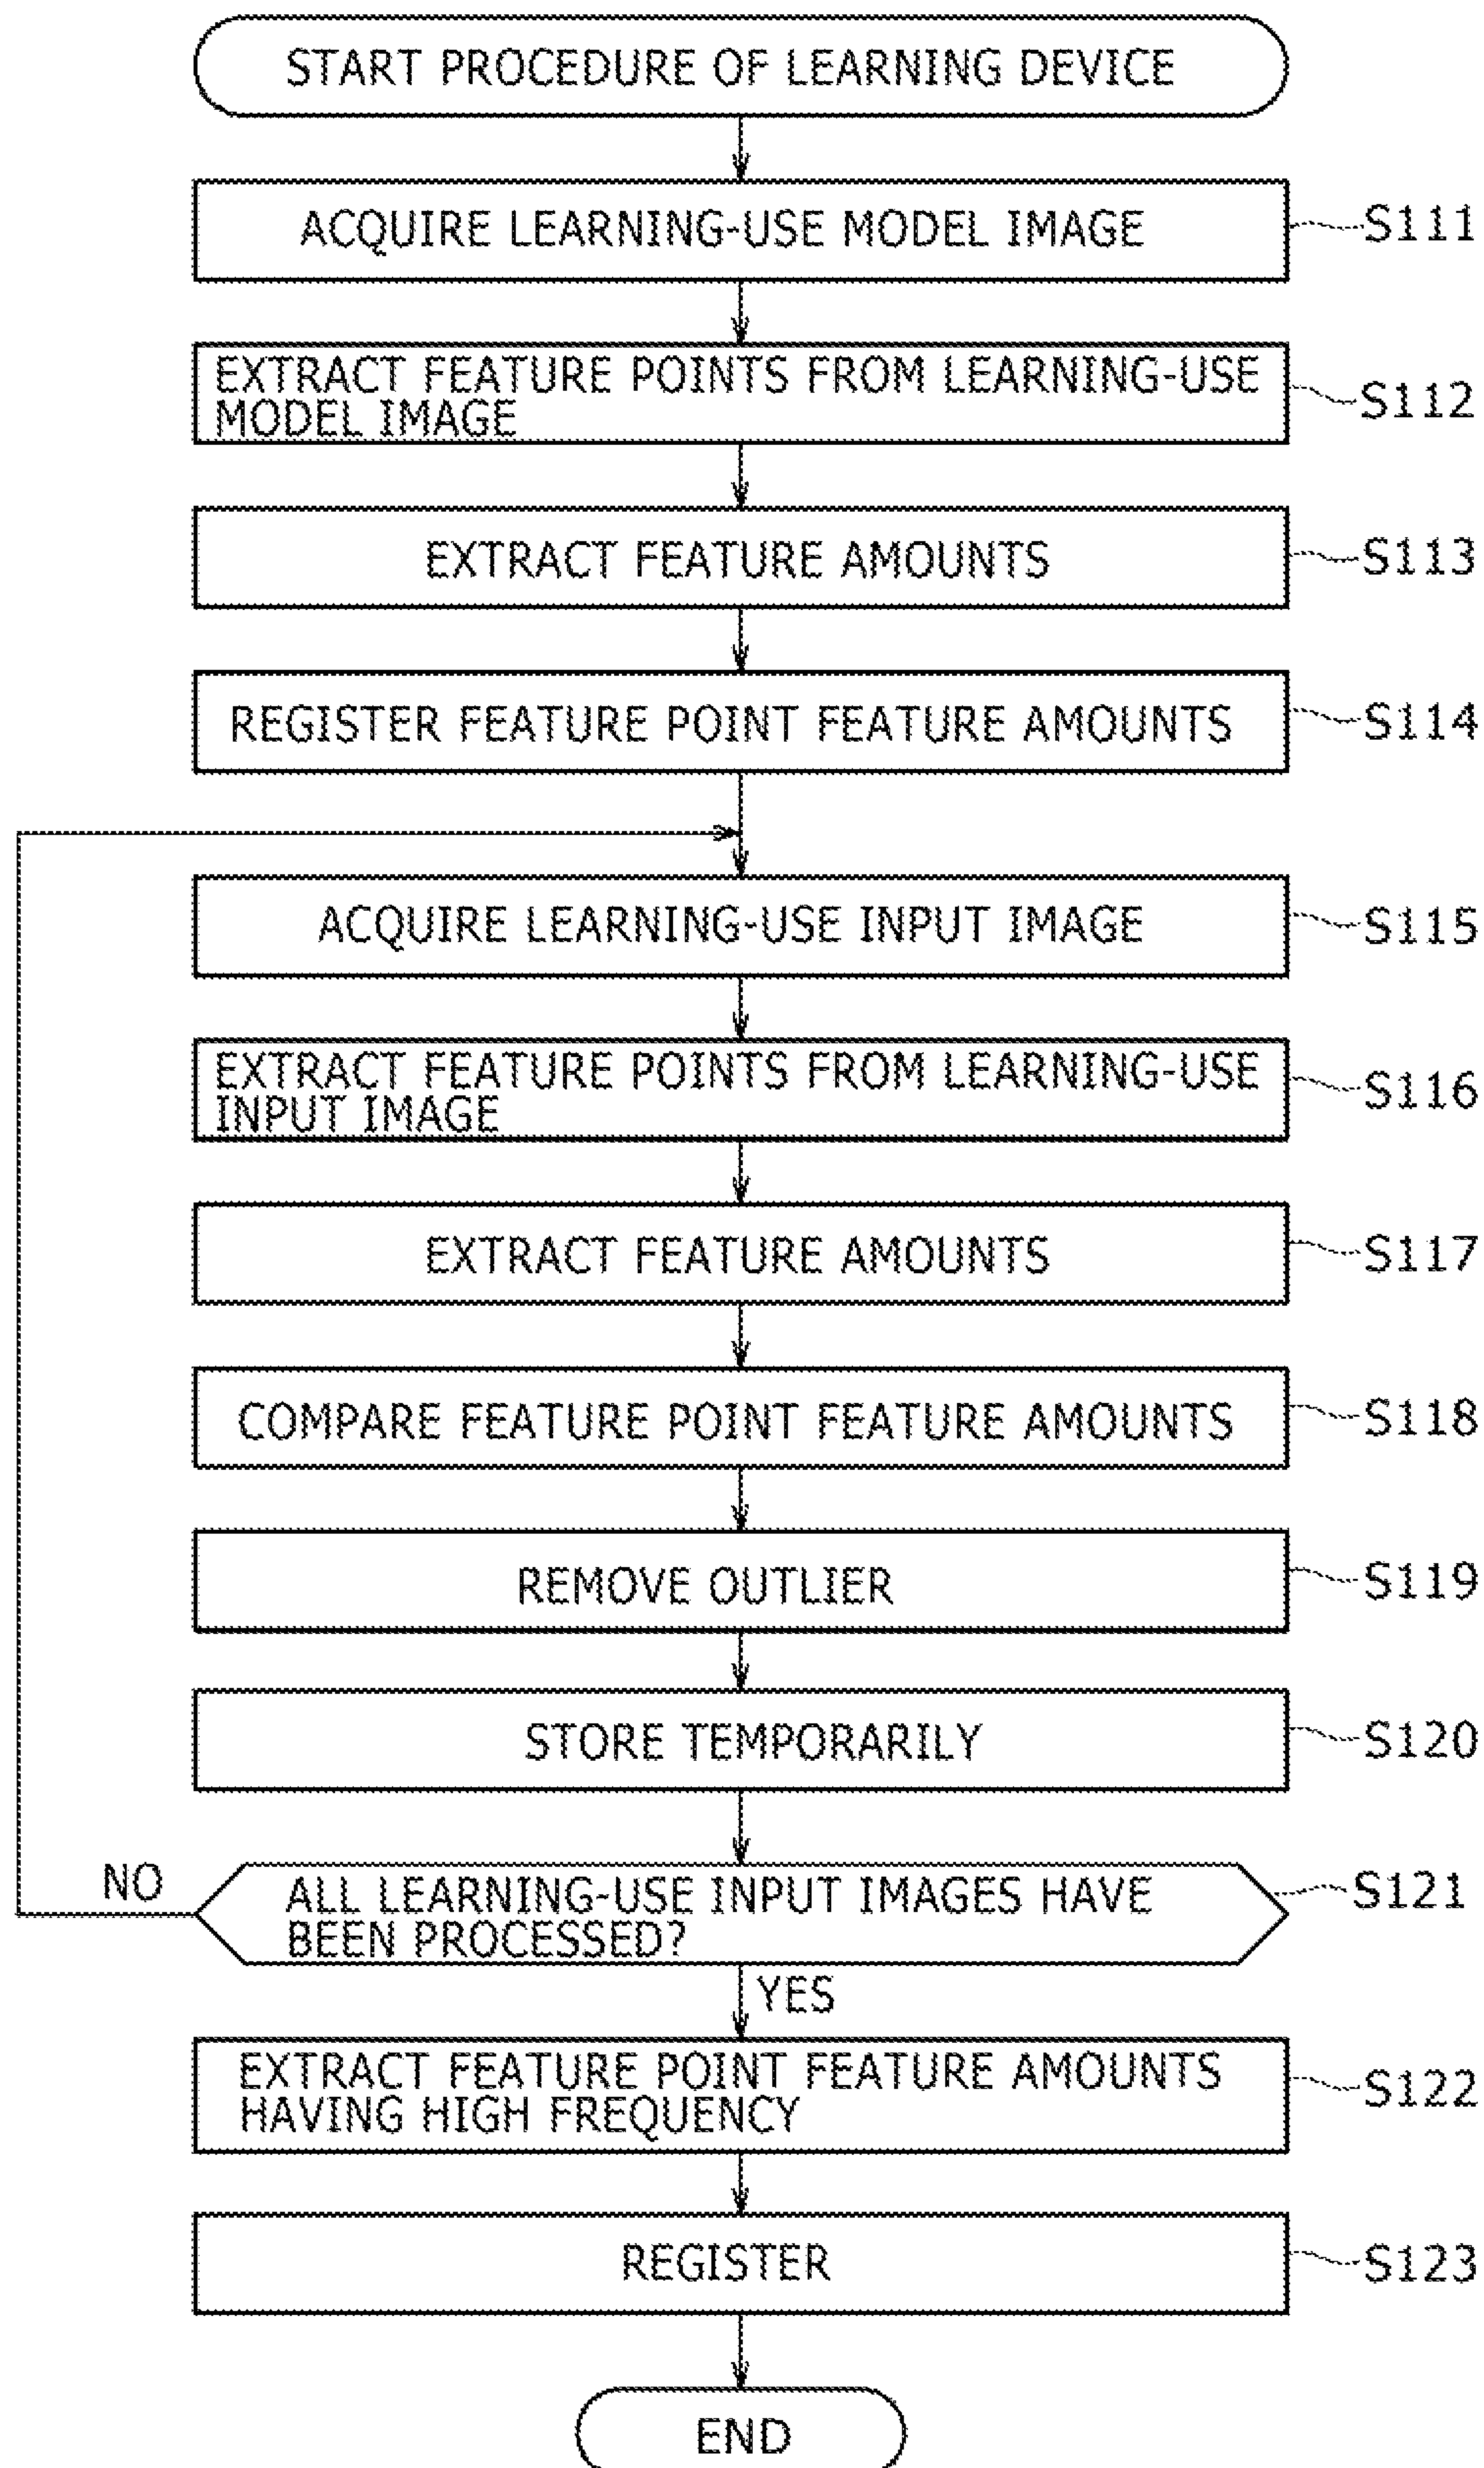 START PROCEDURE OF LEARNING DEVICE
ACQUIRE LEARNING-USE MODEL IMAGE
S111
EXTRACT FEATURE POINTS FROM LEARNING-USE
MODEL IMAGE
S112
EXTRACT FEATURE AMOUNTS
S113
REGISTER FEATURE POINT FEATURE AMOUNTS
S114
ACQUIRE LEARNING-USE INPUT IMAGE
S115
EXTRACT FEATURE POINTS FROM LEARNING-USE
INPUT IMAGE
S116
EXTRACT FEATURE AMOUNTS
S117
COMPARE FEATURE POINT FEATURE AMOUNTS
S118
REMOVE OUTLIER
S119
STORE TEMPORARILY
S120
NO
ALL LEARNING-USE INPUT IMAGES HAVE
BEEN PROCESSED?
S121
YES
EXTRACT FEATURE POINT FEATURE AMOUNTS
HAVING HIGH FREQUENCY
S122
REGISTER
S123
END